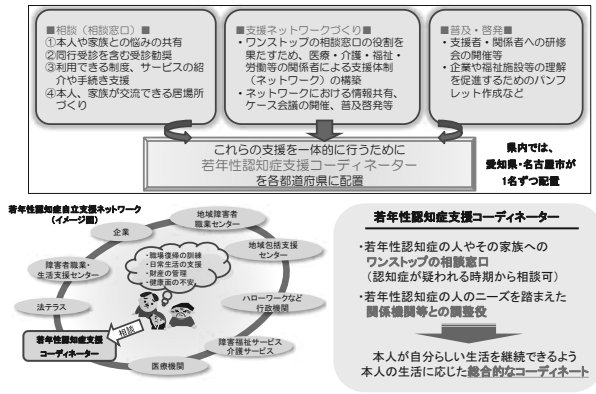 ■相談（相談窓口）■
①本人や家族との悩みの共有
②同行受診を含む受診勧奨
③利用できる制度、サービスの紹
介や手続き支援
④本人、家族が交流できる居場所
づくり
■支援ネットワークづくり■
・ワンストップの相談窓口の役割を
果たすため、医療・介護・福祉・
労働等の関係者による支援体制
（ネットワーク）の構築
・ネットワークにおける情報共有、
ケース会議の開催、普及啓発等
■普及・啓発■
・支援者・関係者への研修
会の開催等
・企業や福祉施設等の理解
を促進するためのパンフ
レット作成など
これらの支援を一体的に行うために
若年性認知症支援コーディネーター
を各都道府県に配置
県内では、
愛知県・名古屋市が
1名ずつ配置
若年性認知症自立支援ネットワーク
（イメージ図）
地域障害者
職業センター
企業
地域包括支援
センター
障害者職業・
生活支援センター
・職場復帰の訓練
・日常生活の支援
・財産の管理
・健康面の不安
法テラス
ハローワークなど
行政機関
相談
若年性認知症支援
コーディネーター
障害福祉サービス
介護サービス
医療機関
若年性認知症支援コーディネーター
・若年性認知症の人やその家族への
ワンストップの相談窓口
（認知症が疑われる時期から相談可）
・若年性認知症の人のニーズを踏まえた
関係機関等との調整役
本人が自分らしい生活を継続できるよう
本人の生活に応じた総合的なコーディネート